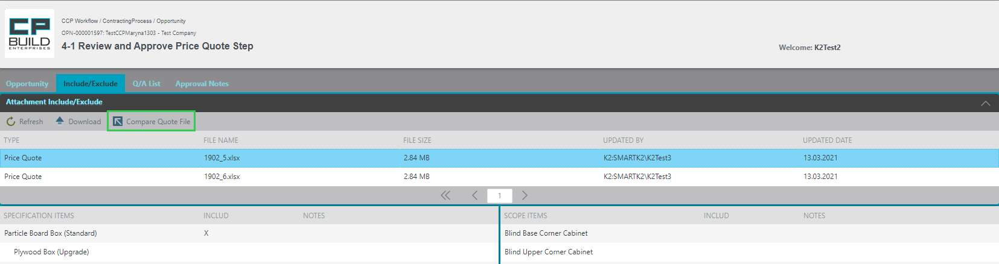 CP
BUILD
ENTERPRISES
CCP Workflow / ContractingProcess / Opportunity
OPN-000001597: TestCCPMaryna1303 - Test Company
4-1 Review and Approve Price Quote Step
Welcome: K2Test2
Opportunity Include/Exclude Q/A List Approval Notes
Attachment Include/Exclude
Refresh Download Compare Quote File
TYPE FILE NAME FILE SIZE UPDATED BY UPDATED DATE
Price Quote 1902_5.xlsx 2.84 MB K2:SMARTK2\K2Test3 13.03.2021
Price Quote 1902_6.xlsx 2.84 MB K2:SMARTK2\K2Test3 13.03.2021
1
SPECIFICATION ITEMS INCLUD NOTES SCOPE ITEMS INCLUD NOTES
Particle Board Box (Standard) X Blind Base Corner Cabinet
Plywood Box (Upgrade) Blind Upper Corner Cabinet